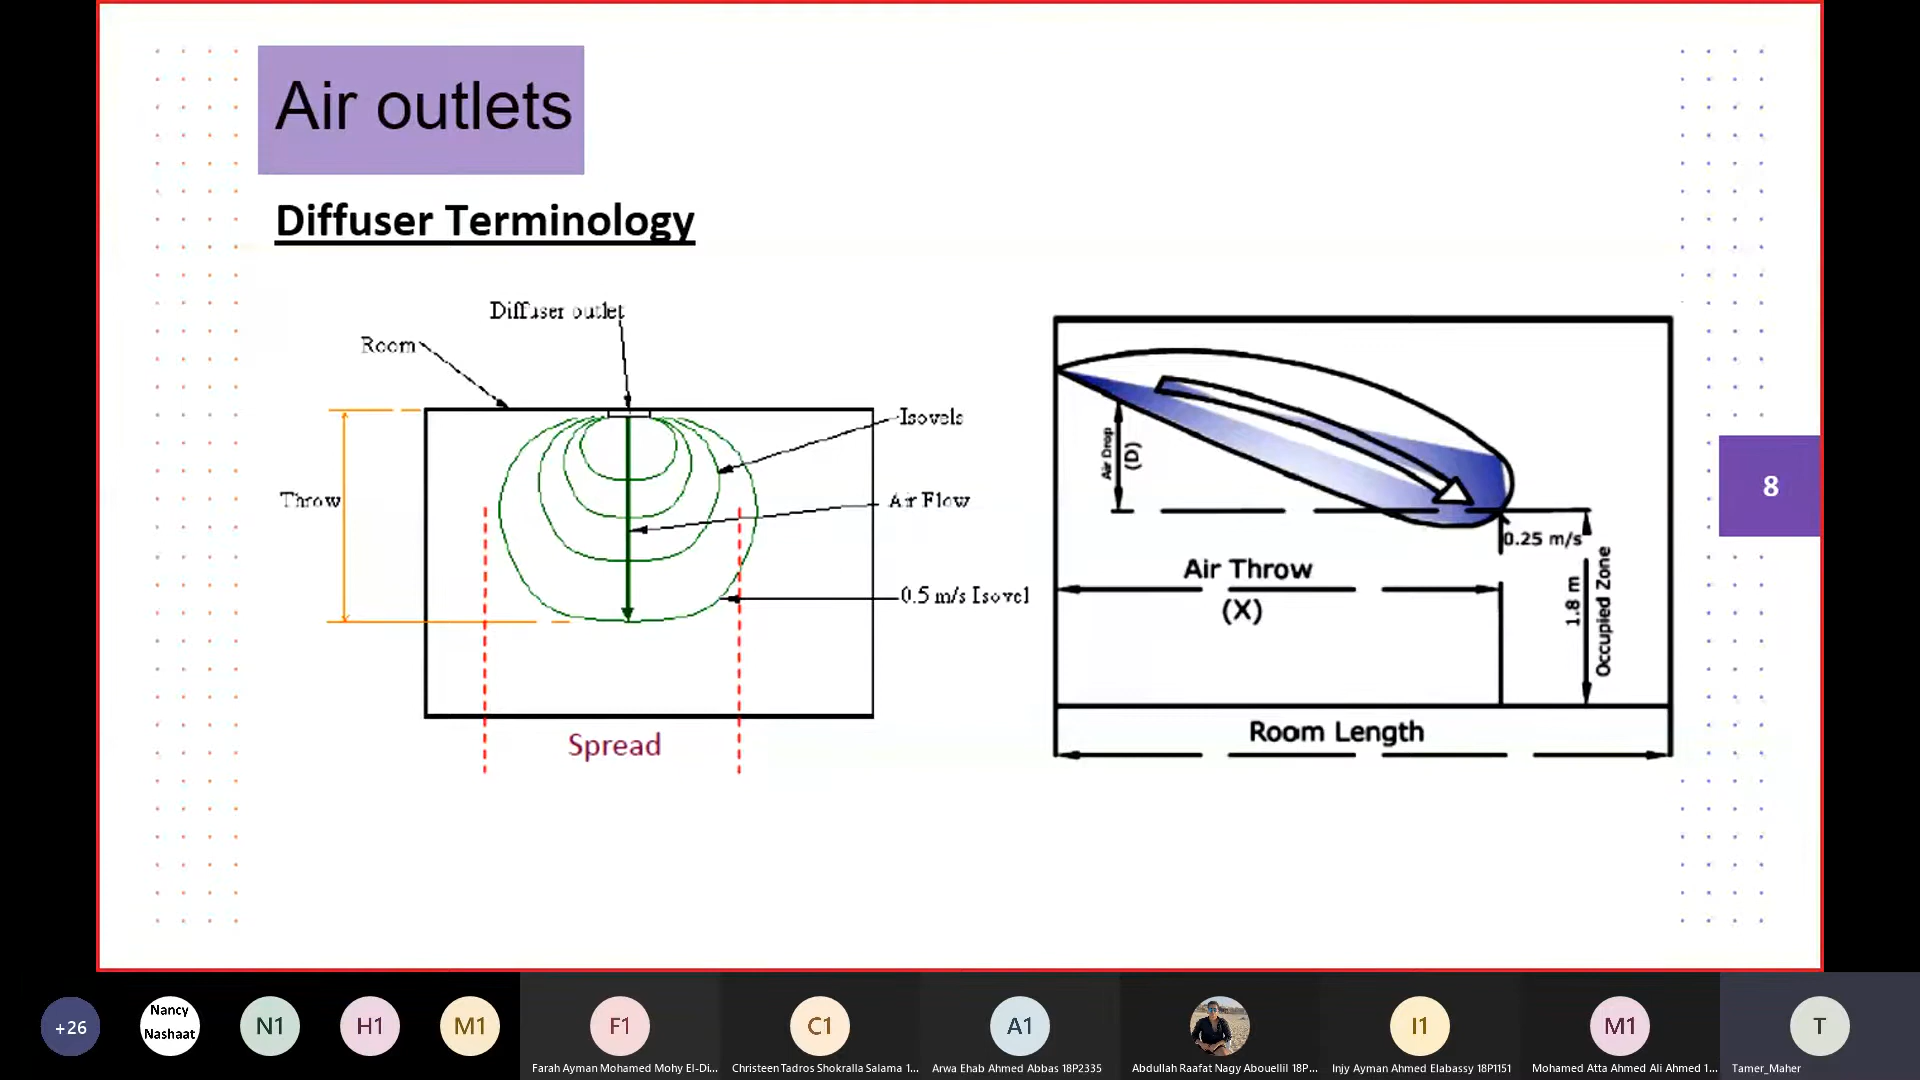 Air outlets
Diffuser Terminology
Diffuser outlet
Room
Isovels
Throw
Air Flow
0.5 m/s Isovel
Spread
Air Drop
(D)
0.25 m/s
Air Throw
(X)
1.8 m
Occupied Zone
Room Length
8
+26
Nancy
Nashaat
N1
H1
M1
F1
C1
A1
I1
M1
T
Farah Ayman Mohamed Mohy El-Di...
Christeen Tadros Shokralla Salama 1...
Arwa Ehab Ahmed Abbas 18P2335
Abdullah Raafat Nagy Abouellil 18P...
Injy Ayman Ahmed Elabassy 18P1151
Mohamed Atta Ahmed Ali Ahmed 1...
Tamer_Maher